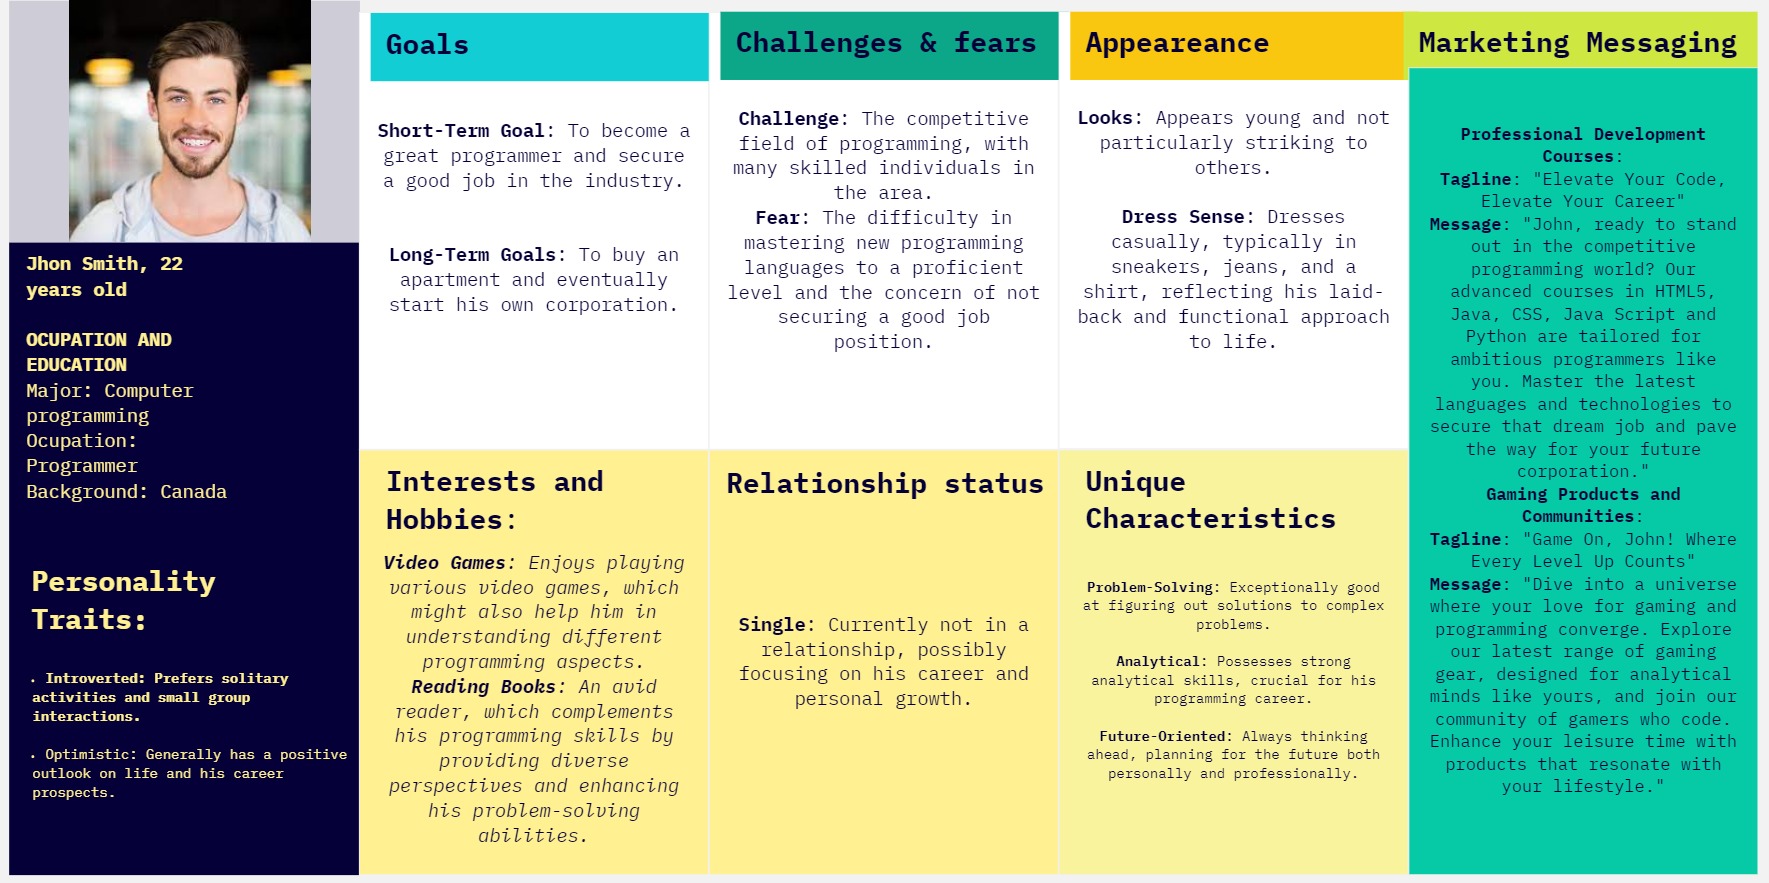 Jhon Smith, 22
years old
OCUPATION AND
EDUCATION
Major: Computer
programming
Ocupation:
Programmer
Background: Canada
Personality
Traits:
· Introverted: Prefers solitary
activities and small group
interactions.
· Optimistic: Generally has a positive
outlook on life and his career
prospects.
Goals
Short-Term Goal: To become a
great programmer and secure
a good job in the industry.
Long-Term Goals: To buy an
apartment and eventually
start his own corporation.
Challenges & fears
Challenge: The competitive
field of programming, with
many skilled individuals in
the area.
Fear: The difficulty in
mastering new programming
languages to a proficient
level and the concern of not
securing a good job
position.
Appeareance
Looks: Appears young and not
particularly striking to
others.
Dress Sense: Dresses
casually, typically in
sneakers, jeans, and a
shirt, reflecting his laid-
back and functional approach
to life.
Interests and
Hobbies:
Video Games: Enjoys playing
various video games, which
might also help him in
understanding different
programming aspects.
Reading Books: An avid
reader, which complements
his programming skills by
providing diverse
perspectives and enhancing
his problem-solving
abilities.
Relationship status
Single: Currently not in a
relationship, possibly
focusing on his career and
personal growth.
Unique
Characteristics
Problem-Solving: Exceptionally good
at figuring out solutions to complex
problems.
Analytical: Possesses strong
analytical skills, crucial for his
programming career.
Future-Oriented: Always thinking
ahead, planning for the future both
personally and professionally.
Marketing Messaging
Professional Development
Courses:
Tagline: "Elevate Your Code,
Elevate Your Career"
Message: "John, ready to stand
out in the competitive
programming world? Our
advanced courses in HTML5,
Java, CSS, Java Script and
Python are tailored for
ambitious programmers like
you. Master the latest
languages and technologies to
secure that dream job and pave
the way for your future
corporation."
Gaming Products and
Communities:
Tagline: "Game On, John! Where
Every Level Up Counts"
Message: "Dive into a universe
where your love for gaming and
programming converge. Explore
our latest range of gaming
gear, designed for analytical
minds like yours, and join our
community of gamers who code.
Enhance your leisure time with
products that resonate with
your lifestyle."